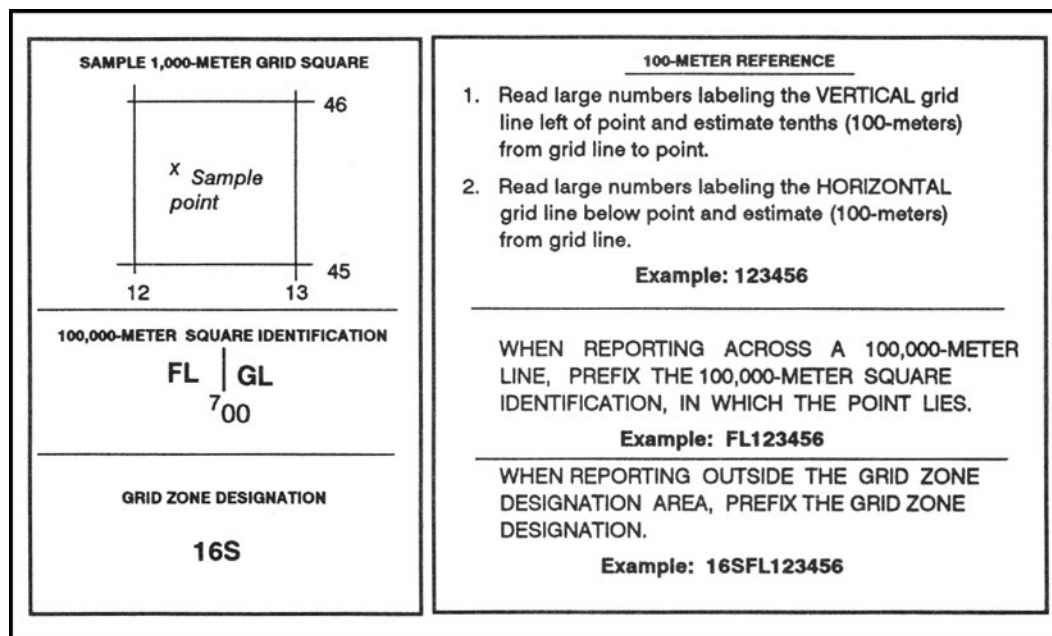 SAMPLE 1,000-METER GRID SQUARE
46
x Sample
point
45
12 13
100,000-METER SQUARE IDENTIFICATION
FL | GL
⁷00
GRID ZONE DESIGNATION
16S
100-METER REFERENCE
1. Read large numbers labeling the VERTICAL grid
line left of point and estimate tenths (100-meters)
from grid line to point.
2. Read large numbers labeling the HORIZONTAL
grid line below point and estimate (100-meters)
from grid line.
Example: 123456
WHEN REPORTING ACROSS A 100,000-METER
LINE, PREFIX THE 100,000-METER SQUARE
IDENTIFICATION, IN WHICH THE POINT LIES.
Example: FL123456
WHEN REPORTING OUTSIDE THE GRID ZONE
DESIGNATION AREA, PREFIX THE GRID ZONE
DESIGNATION.
Example: 16SFL123456